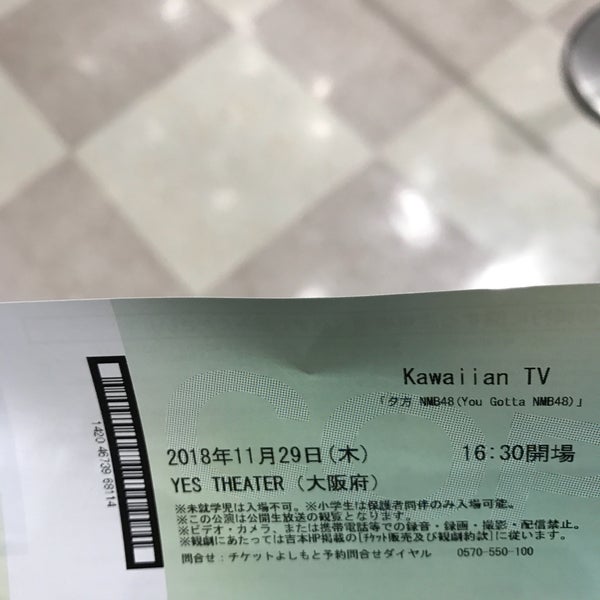 Kawaiian TV
「夕方 NMB48(You Gotta NMB48)」
2018年11月29日(木) 16:30開場
YES THEATER (大阪府)
※未就学児は入場不可。※小学生は保護者同伴のみ入場可能。
※この公演は公開生放送の観覧となります。
※ビデオ・カメラ、または携帯電話等での録音・録画・撮影・配信禁止。
※観劇にあたっては吉本HP掲載の[チケット販売及び観劇約款]に従います。
問合せ:チケットよしもと予約問合せダイヤル 0570-550-100
1420 46739 68114